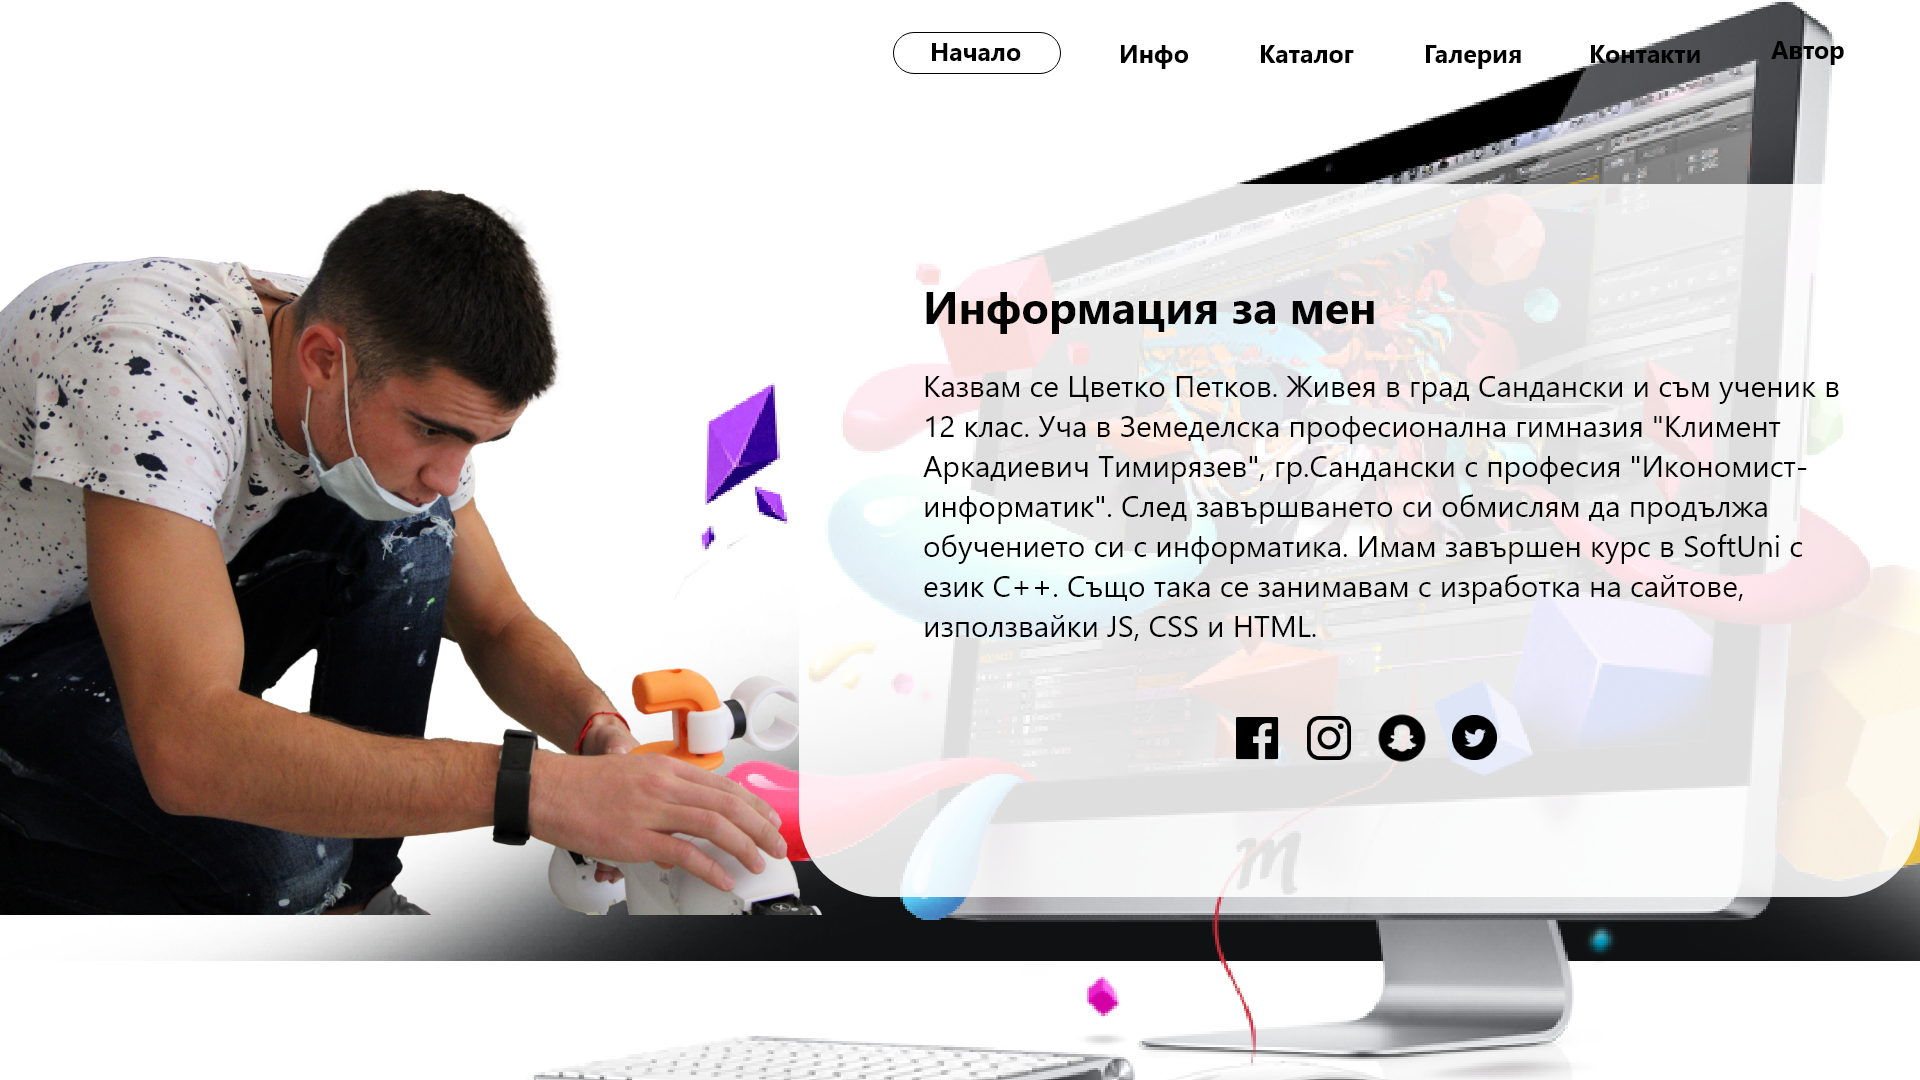 Начало
Инфо
Каталог
Галерия
Контакти
Автор
Информация за мен
Казвам се Цветко Петков. Живея в град Сандански и съм ученик в
12 клас. Уча в Земеделска професионална гимназия "Климент
Аркадиевич Тимирязев", гр.Сандански с професия "Икономист-
информатик". След завършването си обмислям да продължа
обучението си с информатика. Имам завършен курс в SoftUni с
език C++. Също така се занимавам с изработка на сайтове,
използвайки JS, CSS и HTML.
m